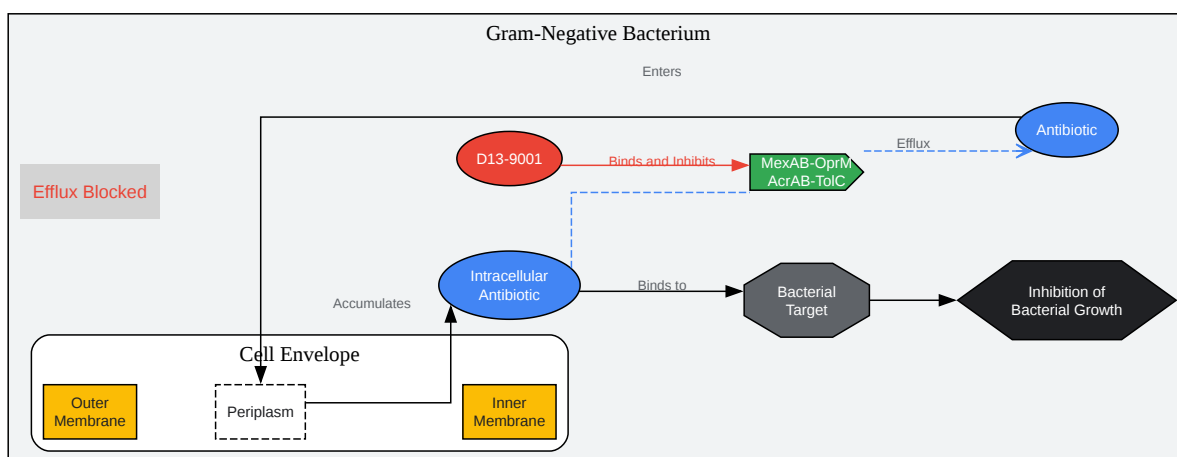 Gram-Negative Bacterium
Enters
Antibiotic
Efflux
D13-9001
Binds and Inhibits
MexAB-OprM
AcrAB-TolC
Efflux Blocked
Intracellular
Antibiotic
Accumulates
Binds to
Bacterial
Target
Inhibition of
Bacterial Growth
Cell Envelope
Outer
Membrane
Periplasm
Inner
Membrane